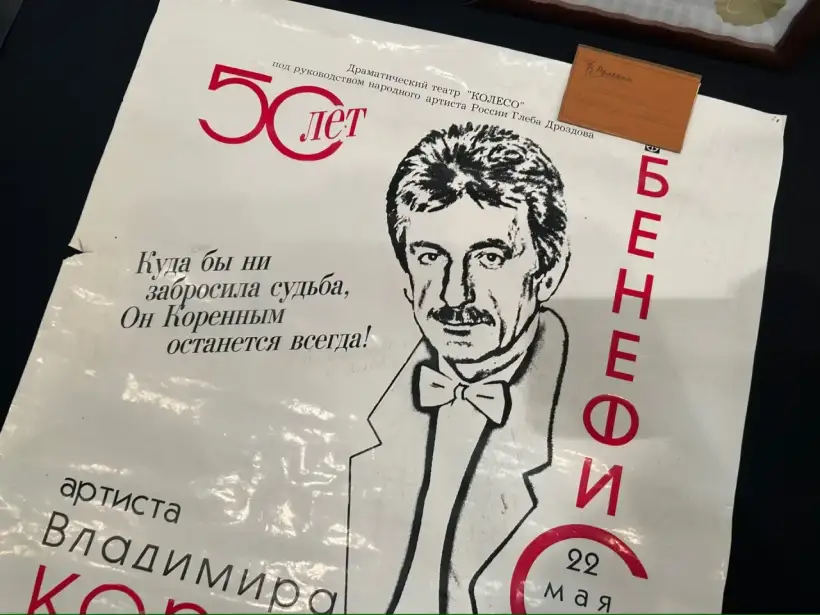 50 лет
Драматический театр "КОЛЕСО"
под руководством народного артиста России Глеба Дроздова
БЕНЕФИС
Куда бы ни
забросила судьба,
Он Коренным
останется всегда!
22
мая
артиста
Владимира
КОР